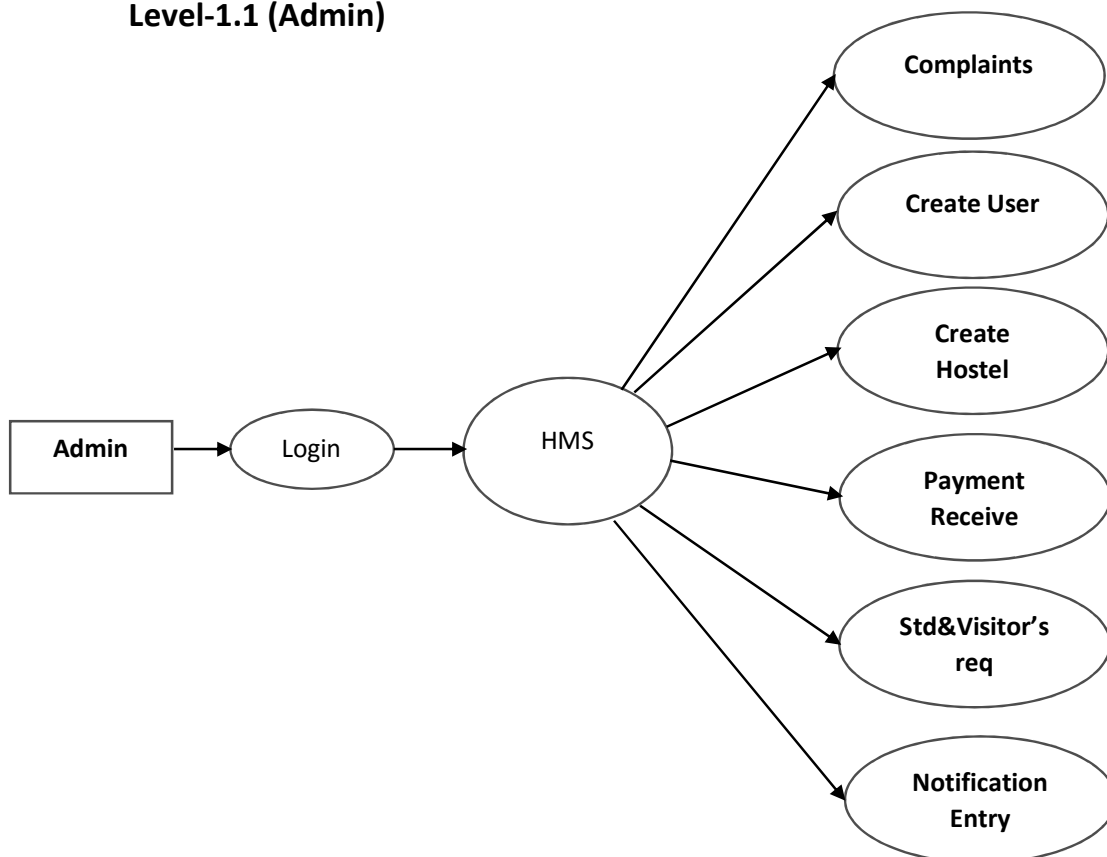 Level-1.1 (Admin)
Complaints
Create User
Create
Hostel
Admin
Login
HMS
Payment
Receive
Std&Visitor’s
req
Notification
Entry